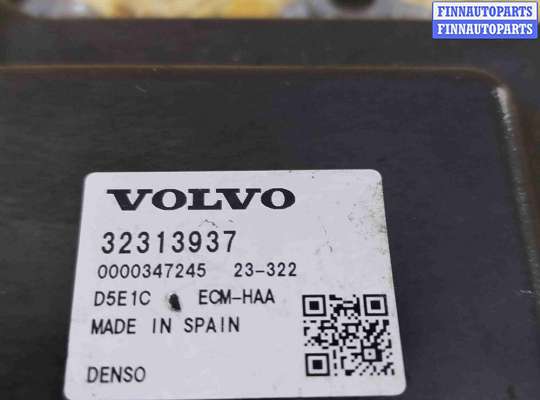 FINNAUTOPARTS
FINNAUTOPARTS
VOLVO
32313937
0000347245 23-322
D5E1C ECM-HAA
MADE IN SPAIN
DENSO